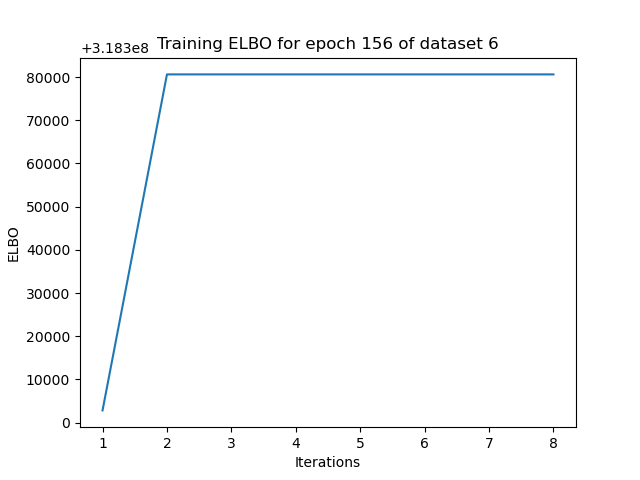 Training ELBO for epoch 156 of dataset 6
+3.183e8
80000
70000
60000
50000
40000
30000
20000
10000
0
ELBO
1 2 3 4 5 6 7 8
Iterations